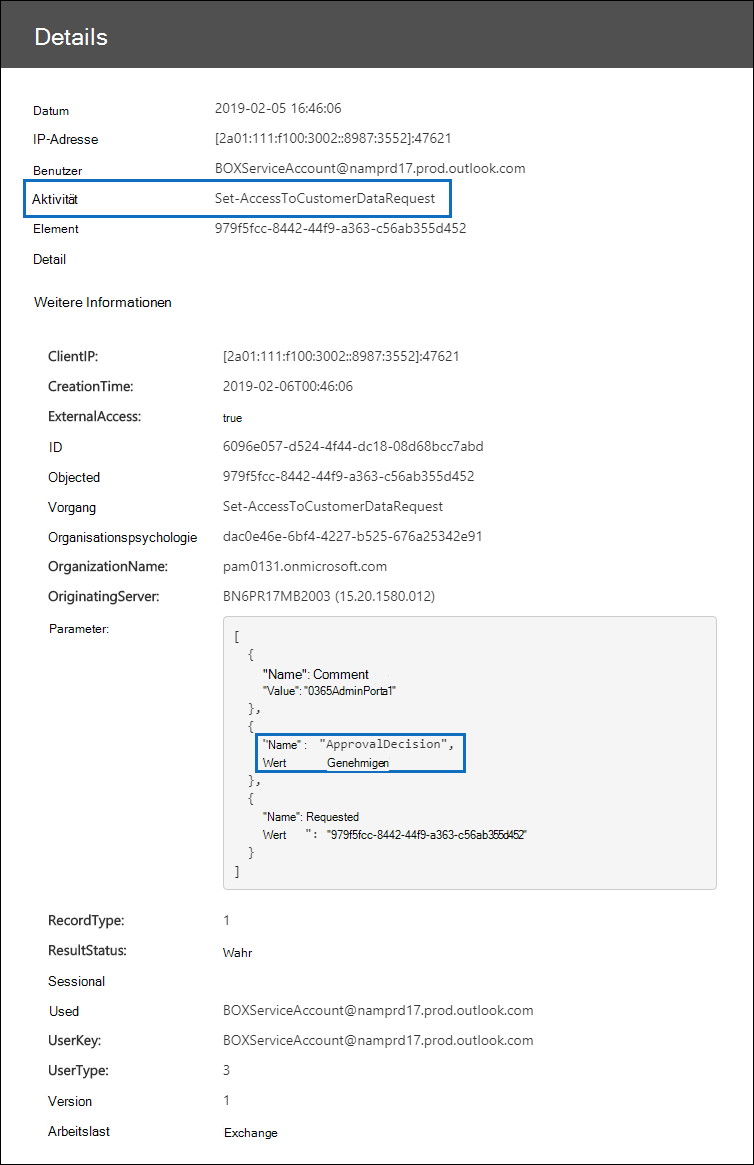 Details
Datum 2019-02-05 16:46:06
IP-Adresse [2a01:111:f100:3002::8987:3552]:47621
Benutzer BOXServiceAccount@namprd17.prod.outlook.com
Aktivität Set-AccessToCustomerDataRequest
Element 979f5fcc-8442-44f9-a363-c56ab355d452
Detail
Weitere Informationen
ClientIP: [2a01:111:f100:3002::8987:3552]:47621
CreationTime: 2019-02-06T00:46:06
ExternalAccess: true
ID 6096e057-d524-4f44-dc18-08d68bcc7abd
Objected 979f5fcc-8442-44f9-a363-c56ab355d452
Vorgang Set-AccessToCustomerDataRequest
Organisationspsychologie dac0e46e-6bf4-4227-b525-676a25342e91
OrganizationName: pam0131.onmicrosoft.com
OriginatingServer: BN6PR17MB2003 (15.20.1580.012)
Parameter:
[
{
"Name": Comment
"Value": "0365AdminPorta1"
},
{
"Name" : "ApprovalDecision",
Wert Genehmigen
},
{
"Name": Requested
Wert ": "979f5fcc-8442-44f9-a363-c56ab355d452"
}
]
RecordType: 1
ResultStatus: Wahr
Sessional
Used BOXServiceAccount@namprd17.prod.outlook.com
UserKey: BOXServiceAccount@namprd17.prod.outlook.com
UserType: 3
Version 1
Arbeitslast Exchange